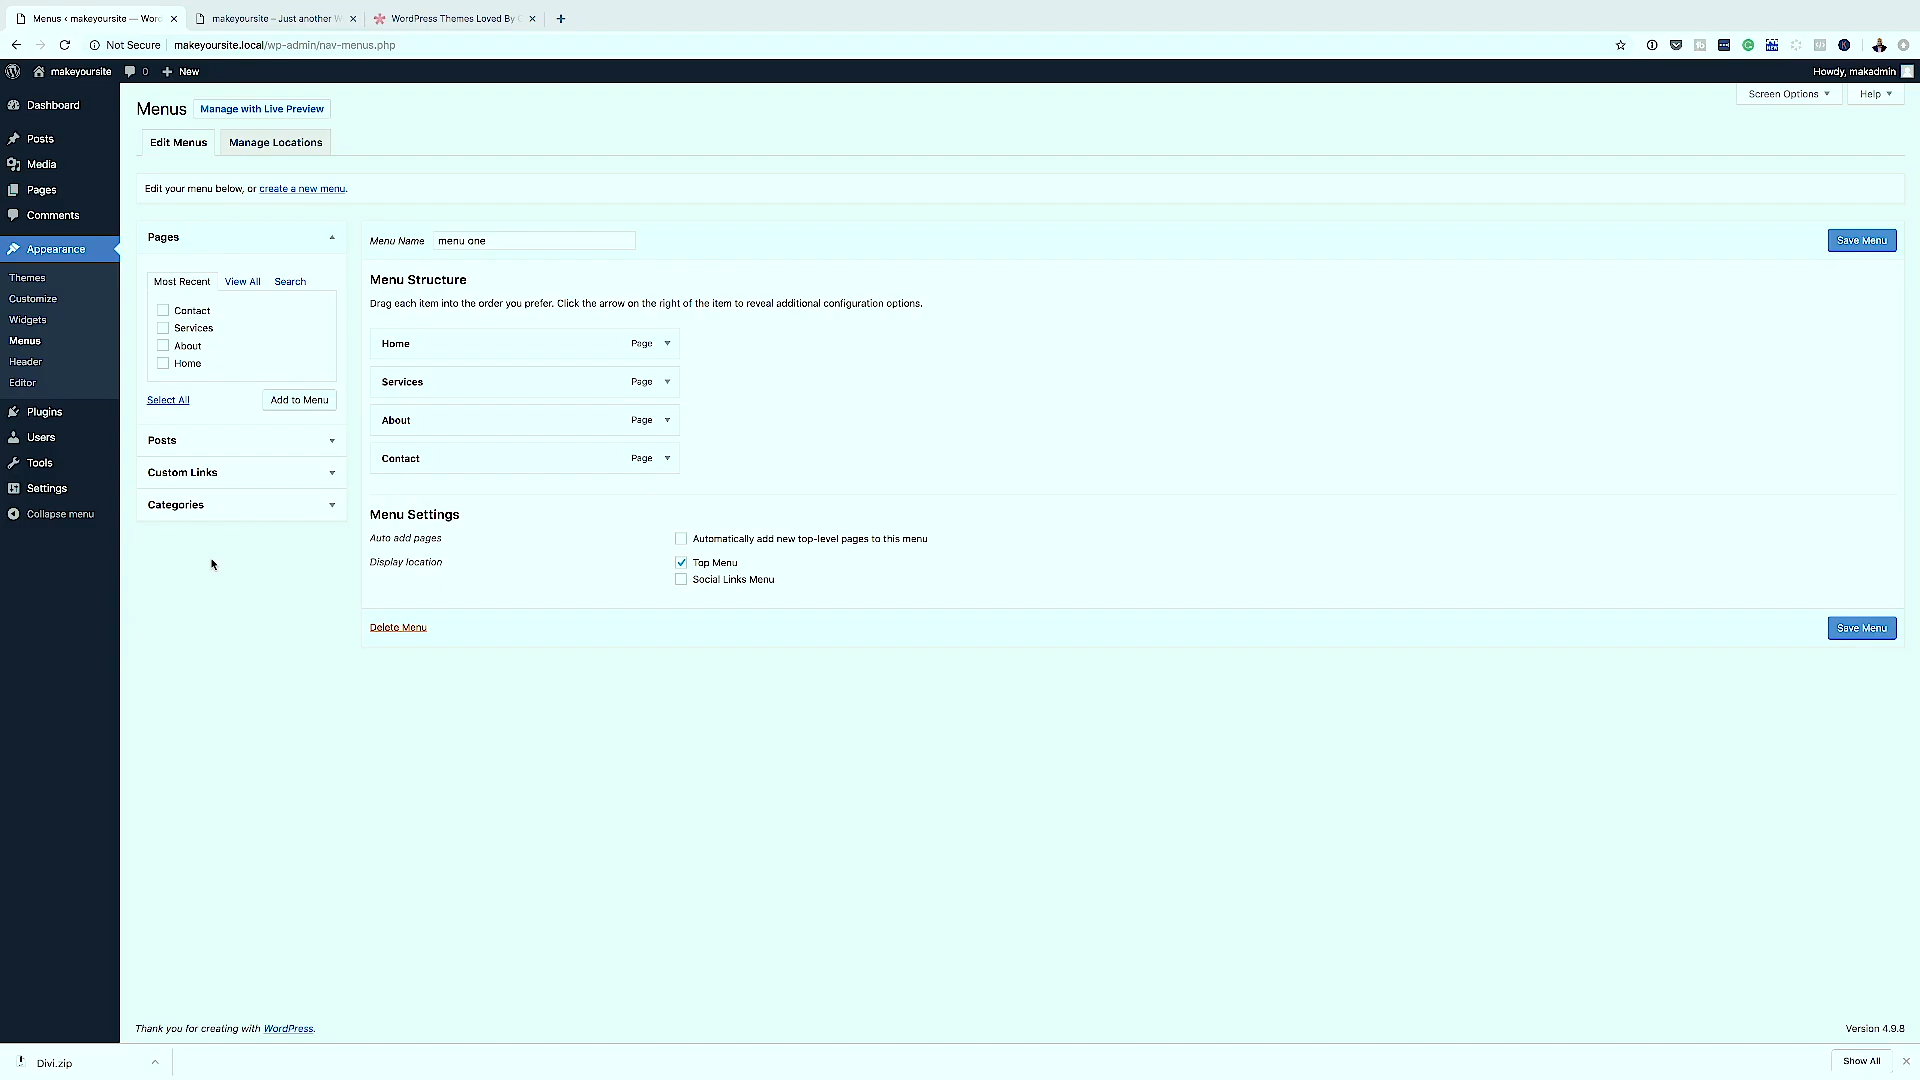 Menus ‹ makeyoursite — Wor
makeyoursite – Just another W
WordPress Themes Loved By
Not Secure
makeyoursite.local/wp-admin/nav-menus.php
makeyoursite
0
New
Howdy, makadmin
Dashboard
Posts
Media
Pages
Comments
Appearance
Themes
Customize
Widgets
Menus
Header
Editor
Plugins
Users
Tools
Settings
Collapse menu
Menus
Manage with Live Preview
Screen Options
Help
Edit Menus
Manage Locations
Edit your menu below, or create a new menu.
Pages
Most Recent
View All
Search
Contact
Services
About
Home
Select All
Add to Menu
Posts
Custom Links
Categories
Menu Name
menu one
Save Menu
Menu Structure
Drag each item into the order you prefer. Click the arrow on the right of the item to reveal additional configuration options.
Home Page
Services Page
About Page
Contact Page
Menu Settings
Auto add pages
Automatically add new top-level pages to this menu
Display location
Top Menu
Social Links Menu
Delete Menu
Save Menu
Thank you for creating with WordPress.
Version 4.9.8
Divi.zip
Show All